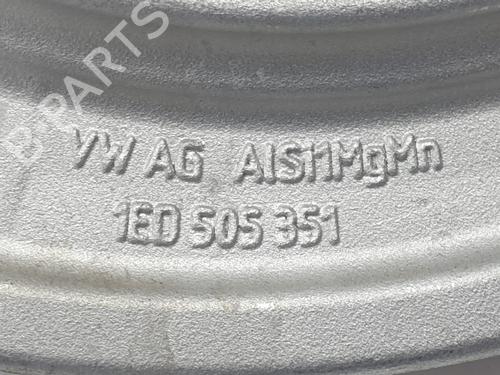 B PARTS
VW AG AlSi11MgMn
1ED 505 351